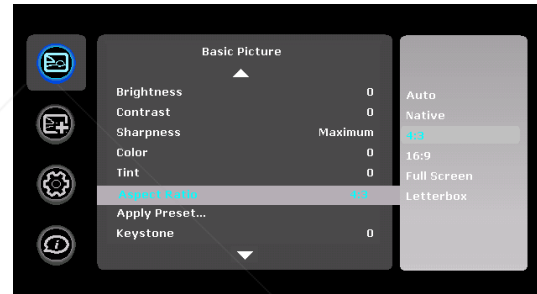 Basic Picture
Brightness 0
Contrast 0
Sharpness Maximum
Color 0
Tint 0
Aspect Ratio 4:3
Apply Preset...
Keystone 0
Auto
Native
4:3
16:9
Full Screen
Letterbox